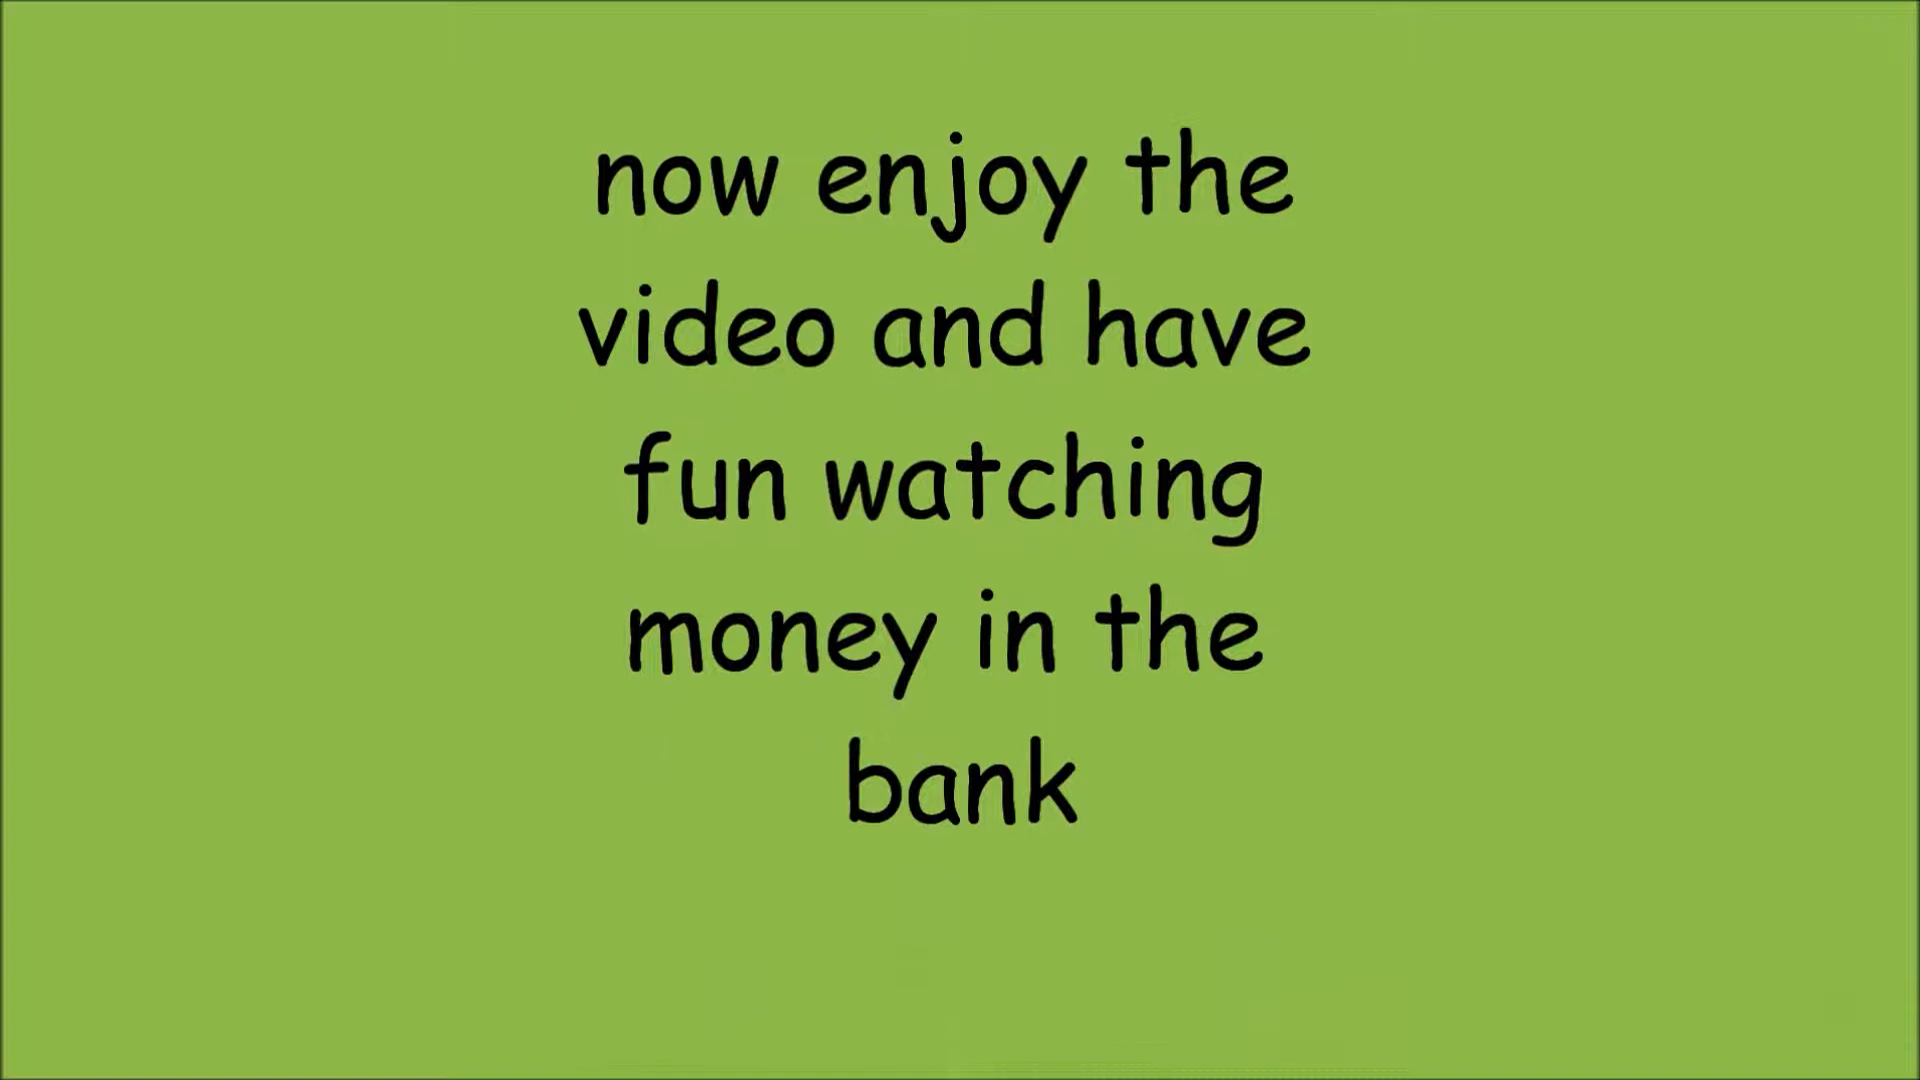 now enjoy the
video and have
fun watching
money in the
bank